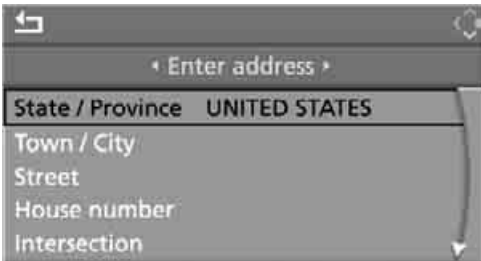 Enter address
State / Province UNITED STATES
Town / City
Street
House number
Intersection